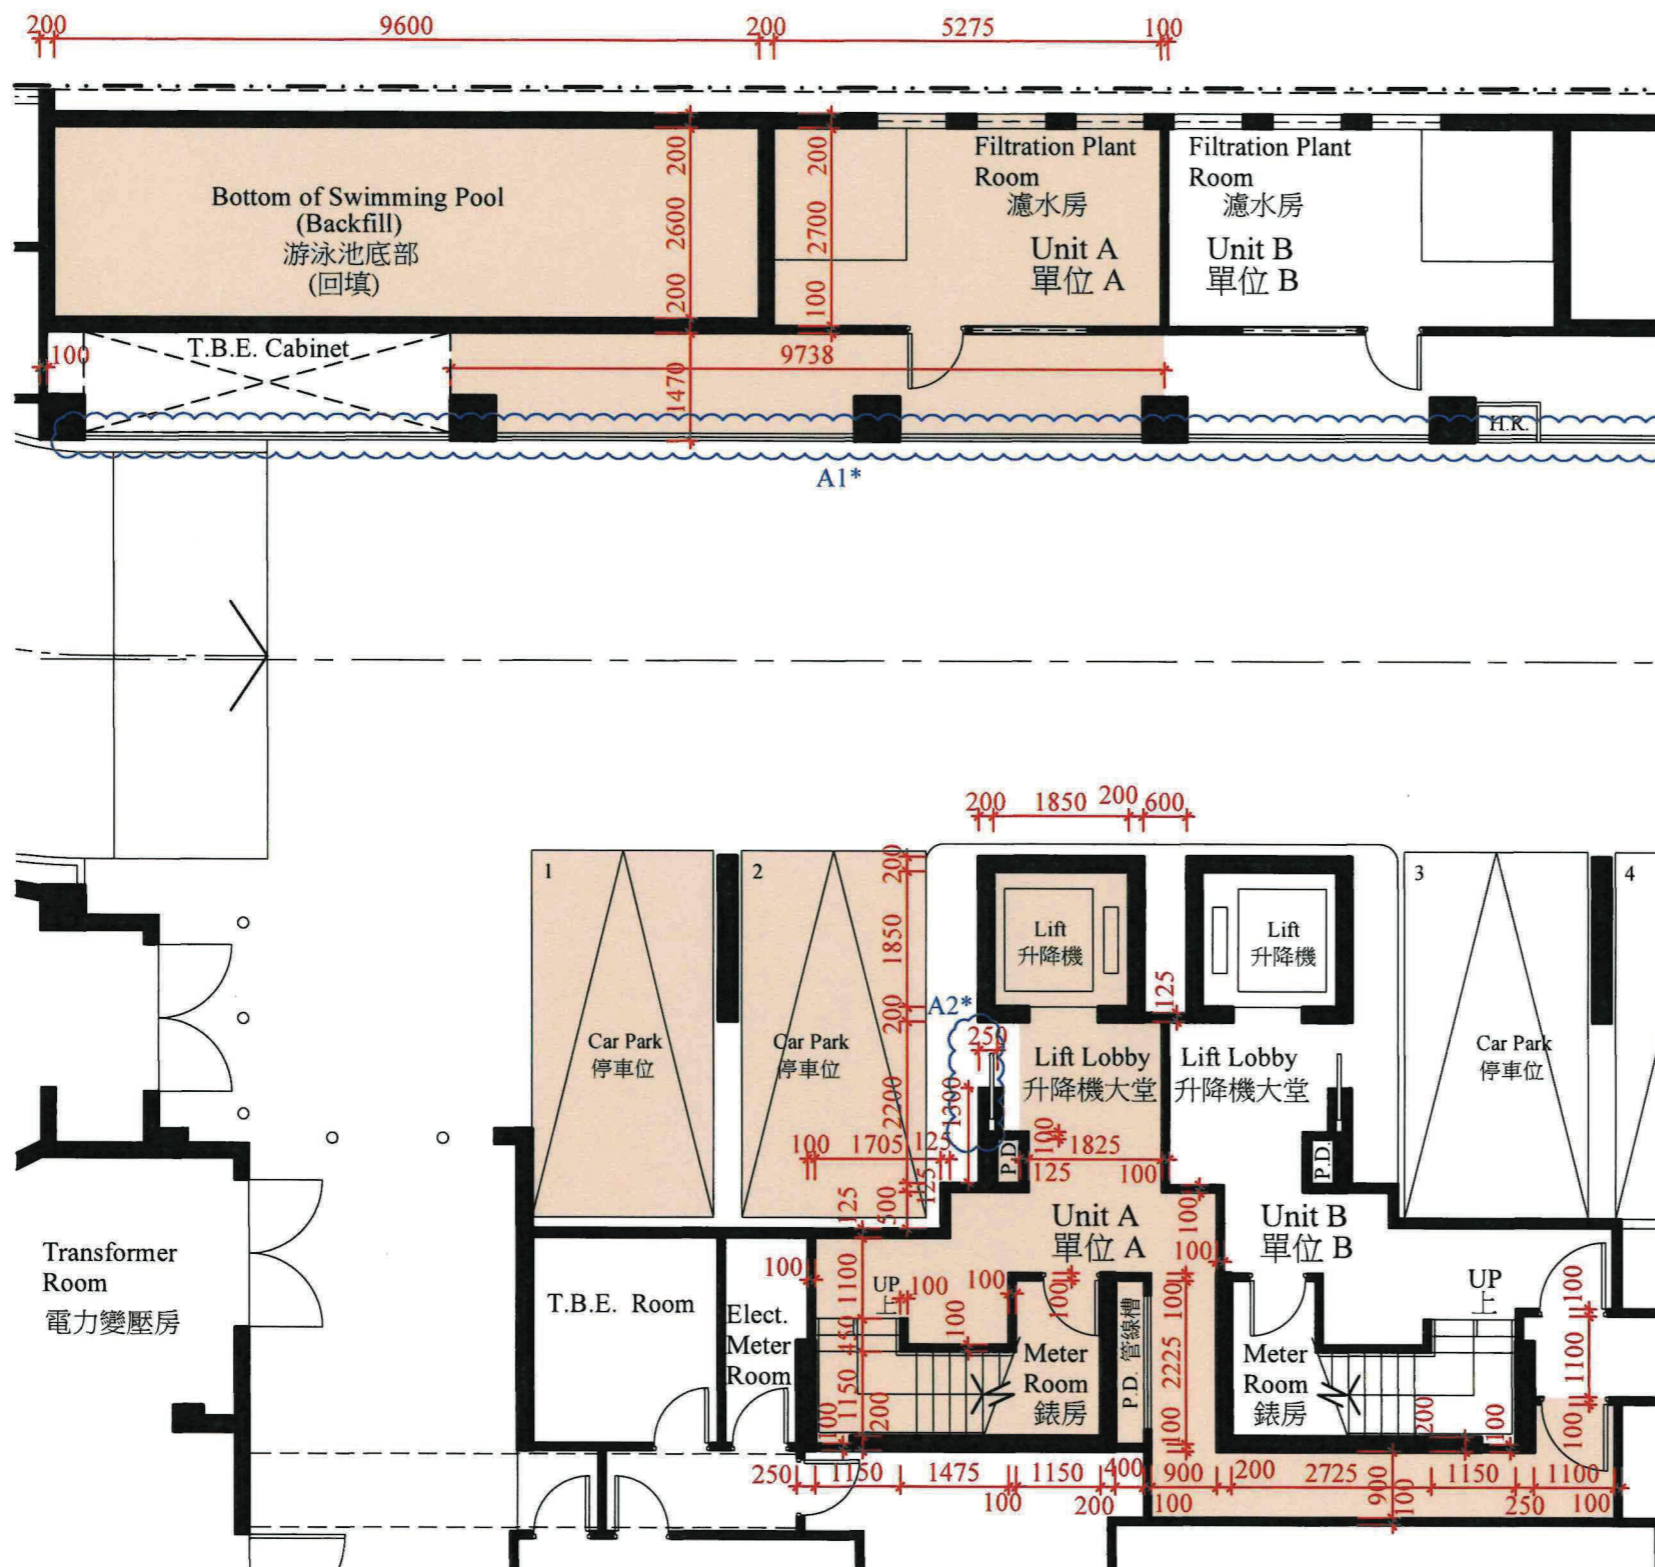 200 9600 200 5275 100
Bottom of Swimming Pool
(Backfill)
游泳池底部
(回填)
200
2600
200
200
2700
100
Filtration Plant
Room
濾水房
Unit A
單位 A
Filtration Plant
Room
濾水房
Unit B
單位 B
100
T.B.E. Cabinet
1470
9738
H.R.
A1*
200 1850 200 600
1
2
3
4
200
1850
200
2200
Lift
升降機
Lift
升降機
125
A2*
250
1300
Car Park
停車位
Car Park
停車位
Lift Lobby
升降機大堂
Lift Lobby
升降機大堂
Car Park
停車位
100 1705 125
100
1825
125
100
P.D.
P.D.
125
500
125
100
Unit A
單位 A
Unit B
單位 B
Transformer
Room
電力變壓房
T.B.E. Room
Elect.
Meter
Room
100
1100
450
1150
100
200
UP
上
100
100
100
100
Meter
Room
錶房
P.D. 管線槽
100
100
2225
100
Meter
Room
錶房
UP
上
100
1100
100
200
100
250 1150 1475 1150 400 900 200 2725 1150 1100
100 200 100 250 100
900
100